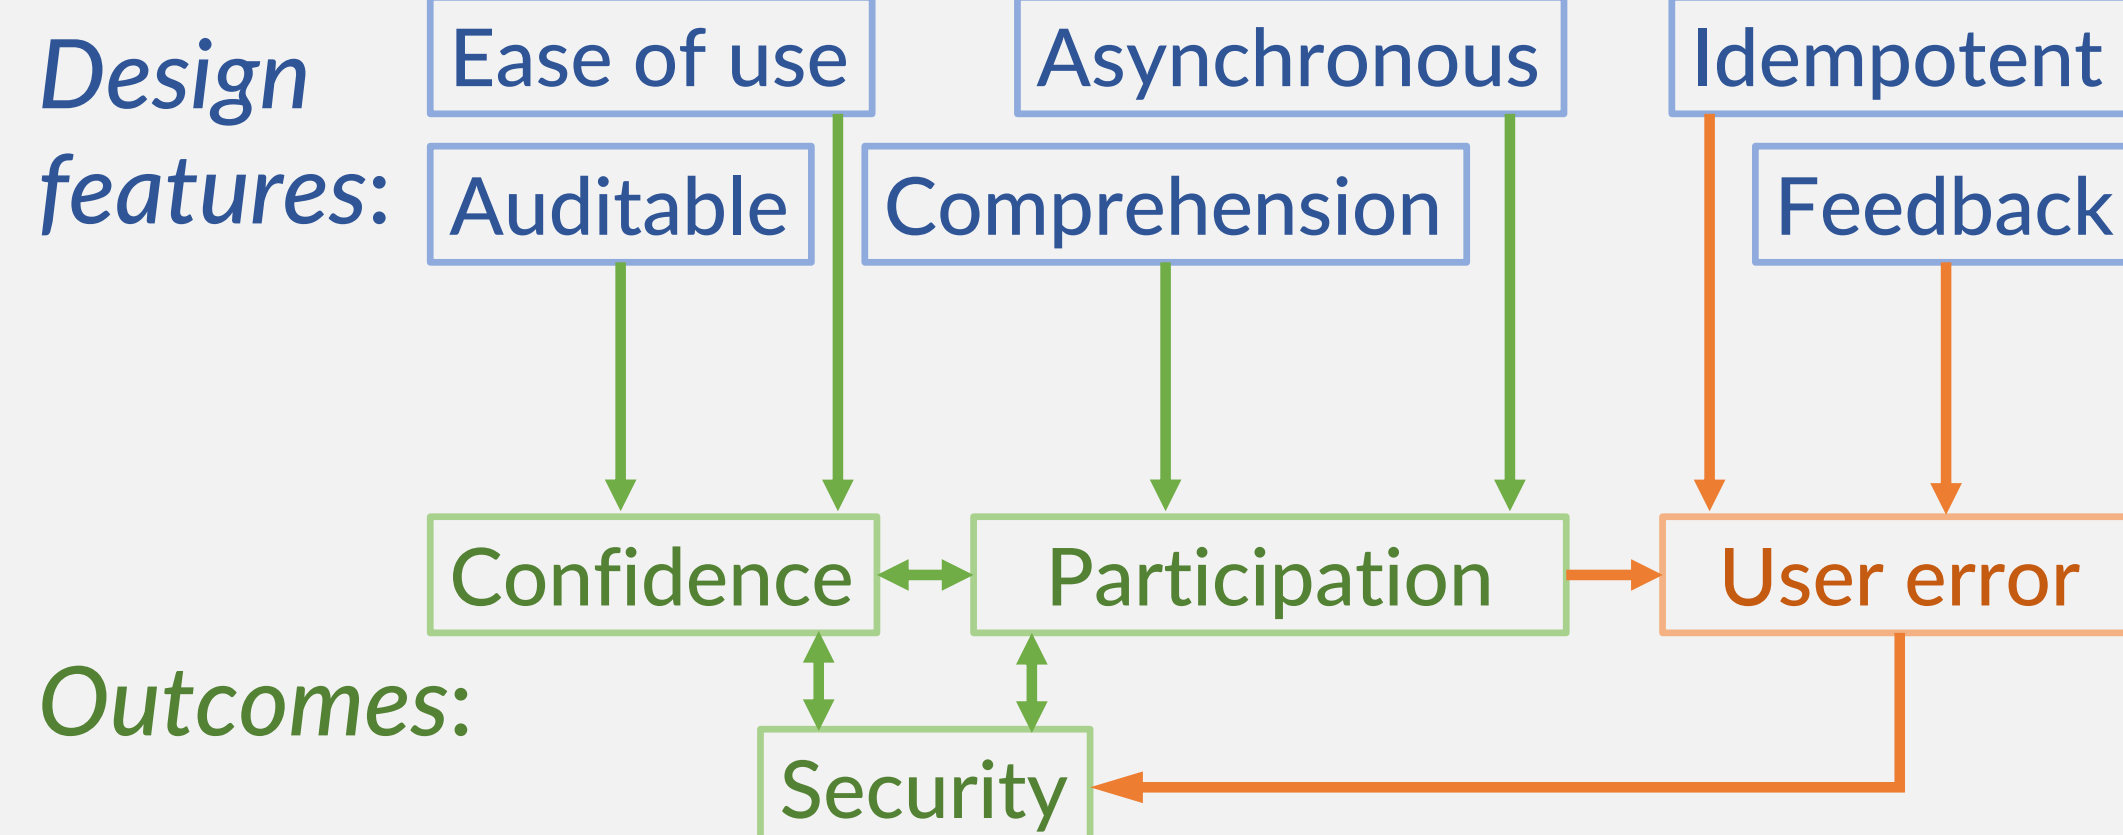 Design
features:
Ease of use
Asynchronous
Idempotent
Auditable
Comprehension
Feedback
Confidence
Participation
User error
Outcomes:
Security